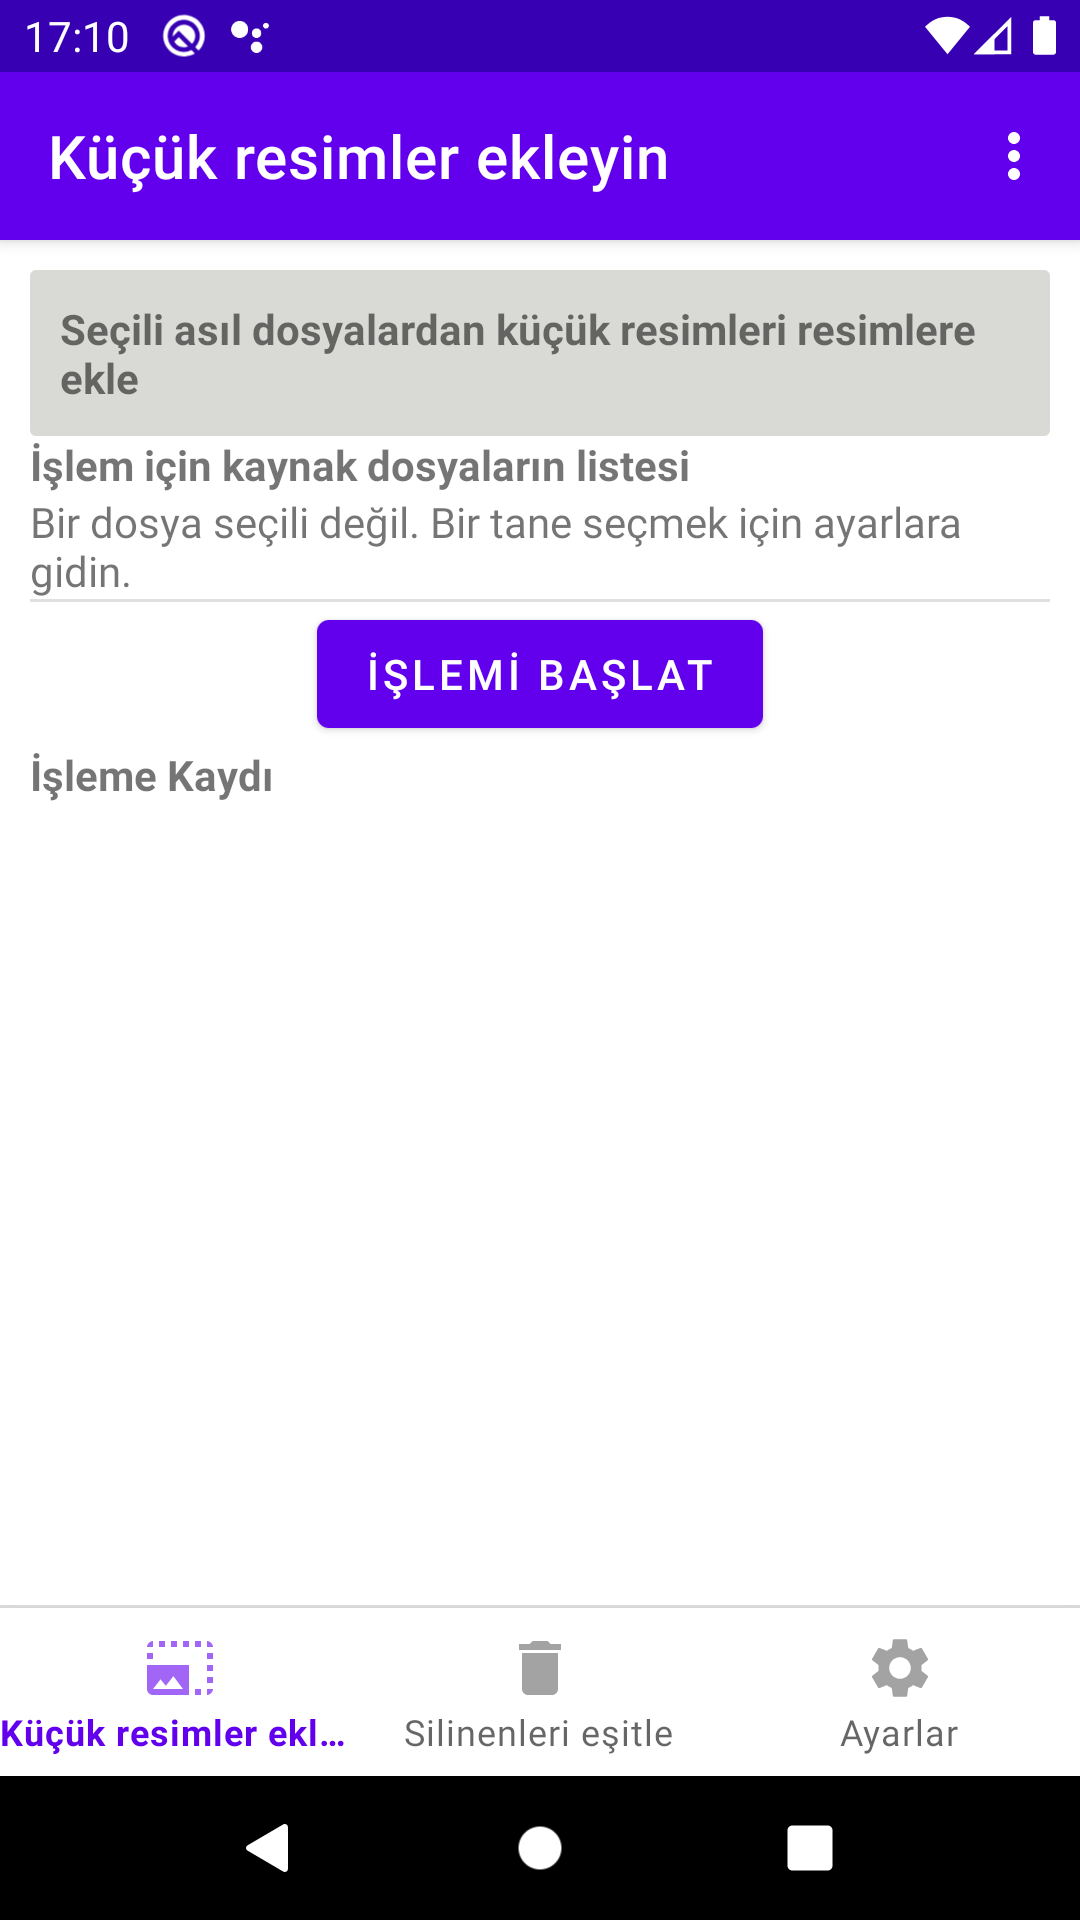 17:10
Küçük resimler ekleyin
Seçili asıl dosyalardan küçük resimleri resimlere
ekle
İşlem için kaynak dosyaların listesi
Bir dosya seçili değil. Bir tane seçmek için ayarlara
gidin.
İŞLEMİ BAŞLAT
İşleme Kaydı
Küçük resimler ekl...
Silinenleri eşitle
Ayarlar